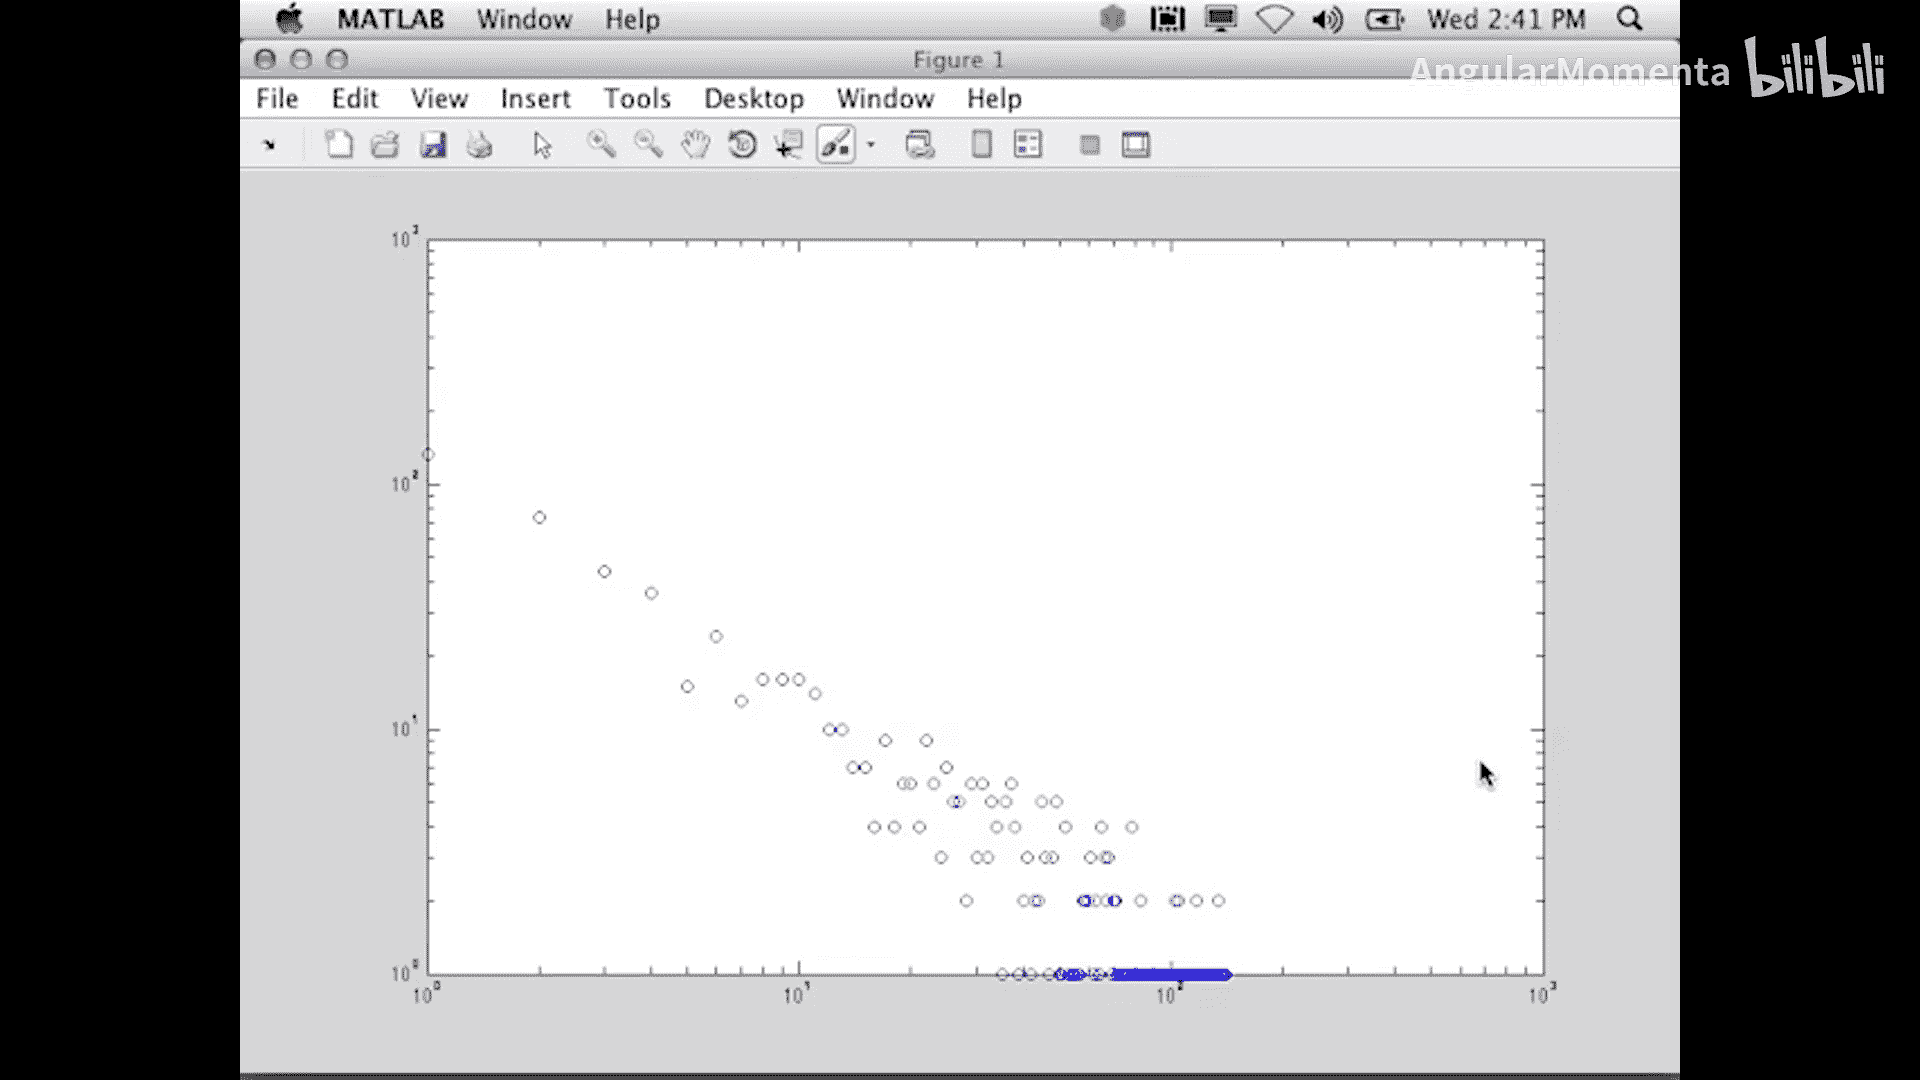 MATLAB Window Help Wed 2:41 PM
Figure 1
AngularMomenta bilibili
File Edit View Insert Tools Desktop Window Help
10³
10²
10¹
10⁰
10⁰ 10¹ 10² 10³